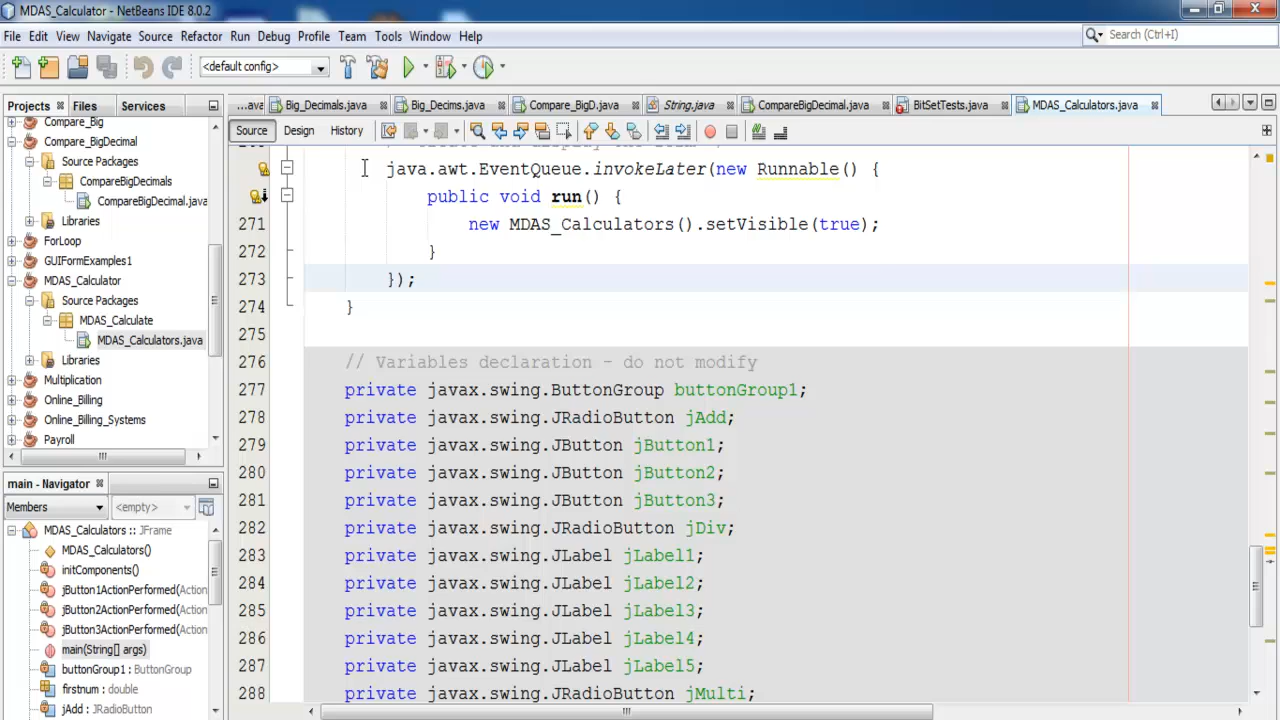 MDAS_Calculator - NetBeans IDE 8.0.2
File Edit View Navigate Source Refactor Run Debug Profile Team Tools Window Help
Search (Ctrl+I)
<default config>
Projects Files Services
...ava Big_Decimals.java Big_Decims.java Compare_BigD.java String.java CompareBigDecimal.java BitSetTests.java MDAS_Calculators.java
Source Design History
Compare_Big
Compare_BigDecimal
Source Packages
CompareBigDecimals
CompareBigDecimal.java
Libraries
ForLoop
GUIFormExamples1
MDAS_Calculator
Source Packages
MDAS_Calculate
MDAS_Calculators.java
Libraries
Multiplication
Online_Billing
Online_Billing_Systems
Payroll
main - Navigator
Members <empty>
MDAS_Calculators :: JFrame
MDAS_Calculators()
initComponents()
jButton1ActionPerformed(Action
jButton2ActionPerformed(Action
jButton3ActionPerformed(Action
main(String[] args)
buttonGroup1 : ButtonGroup
firstnum : double
jAdd : JRadioButton
java.awt.EventQueue.invokeLater(new Runnable() {
public void run() {
271 new MDAS_Calculators().setVisible(true);
272 }
273 });
274 }
275
276 // Variables declaration - do not modify
277 private javax.swing.ButtonGroup buttonGroup1;
278 private javax.swing.JRadioButton jAdd;
279 private javax.swing.JButton jButton1;
280 private javax.swing.JButton jButton2;
281 private javax.swing.JButton jButton3;
282 private javax.swing.JRadioButton jDiv;
283 private javax.swing.JLabel jLabel1;
284 private javax.swing.JLabel jLabel2;
285 private javax.swing.JLabel jLabel3;
286 private javax.swing.JLabel jLabel4;
287 private javax.swing.JLabel jLabel5;
288 private javax.swing.JRadioButton jMulti;